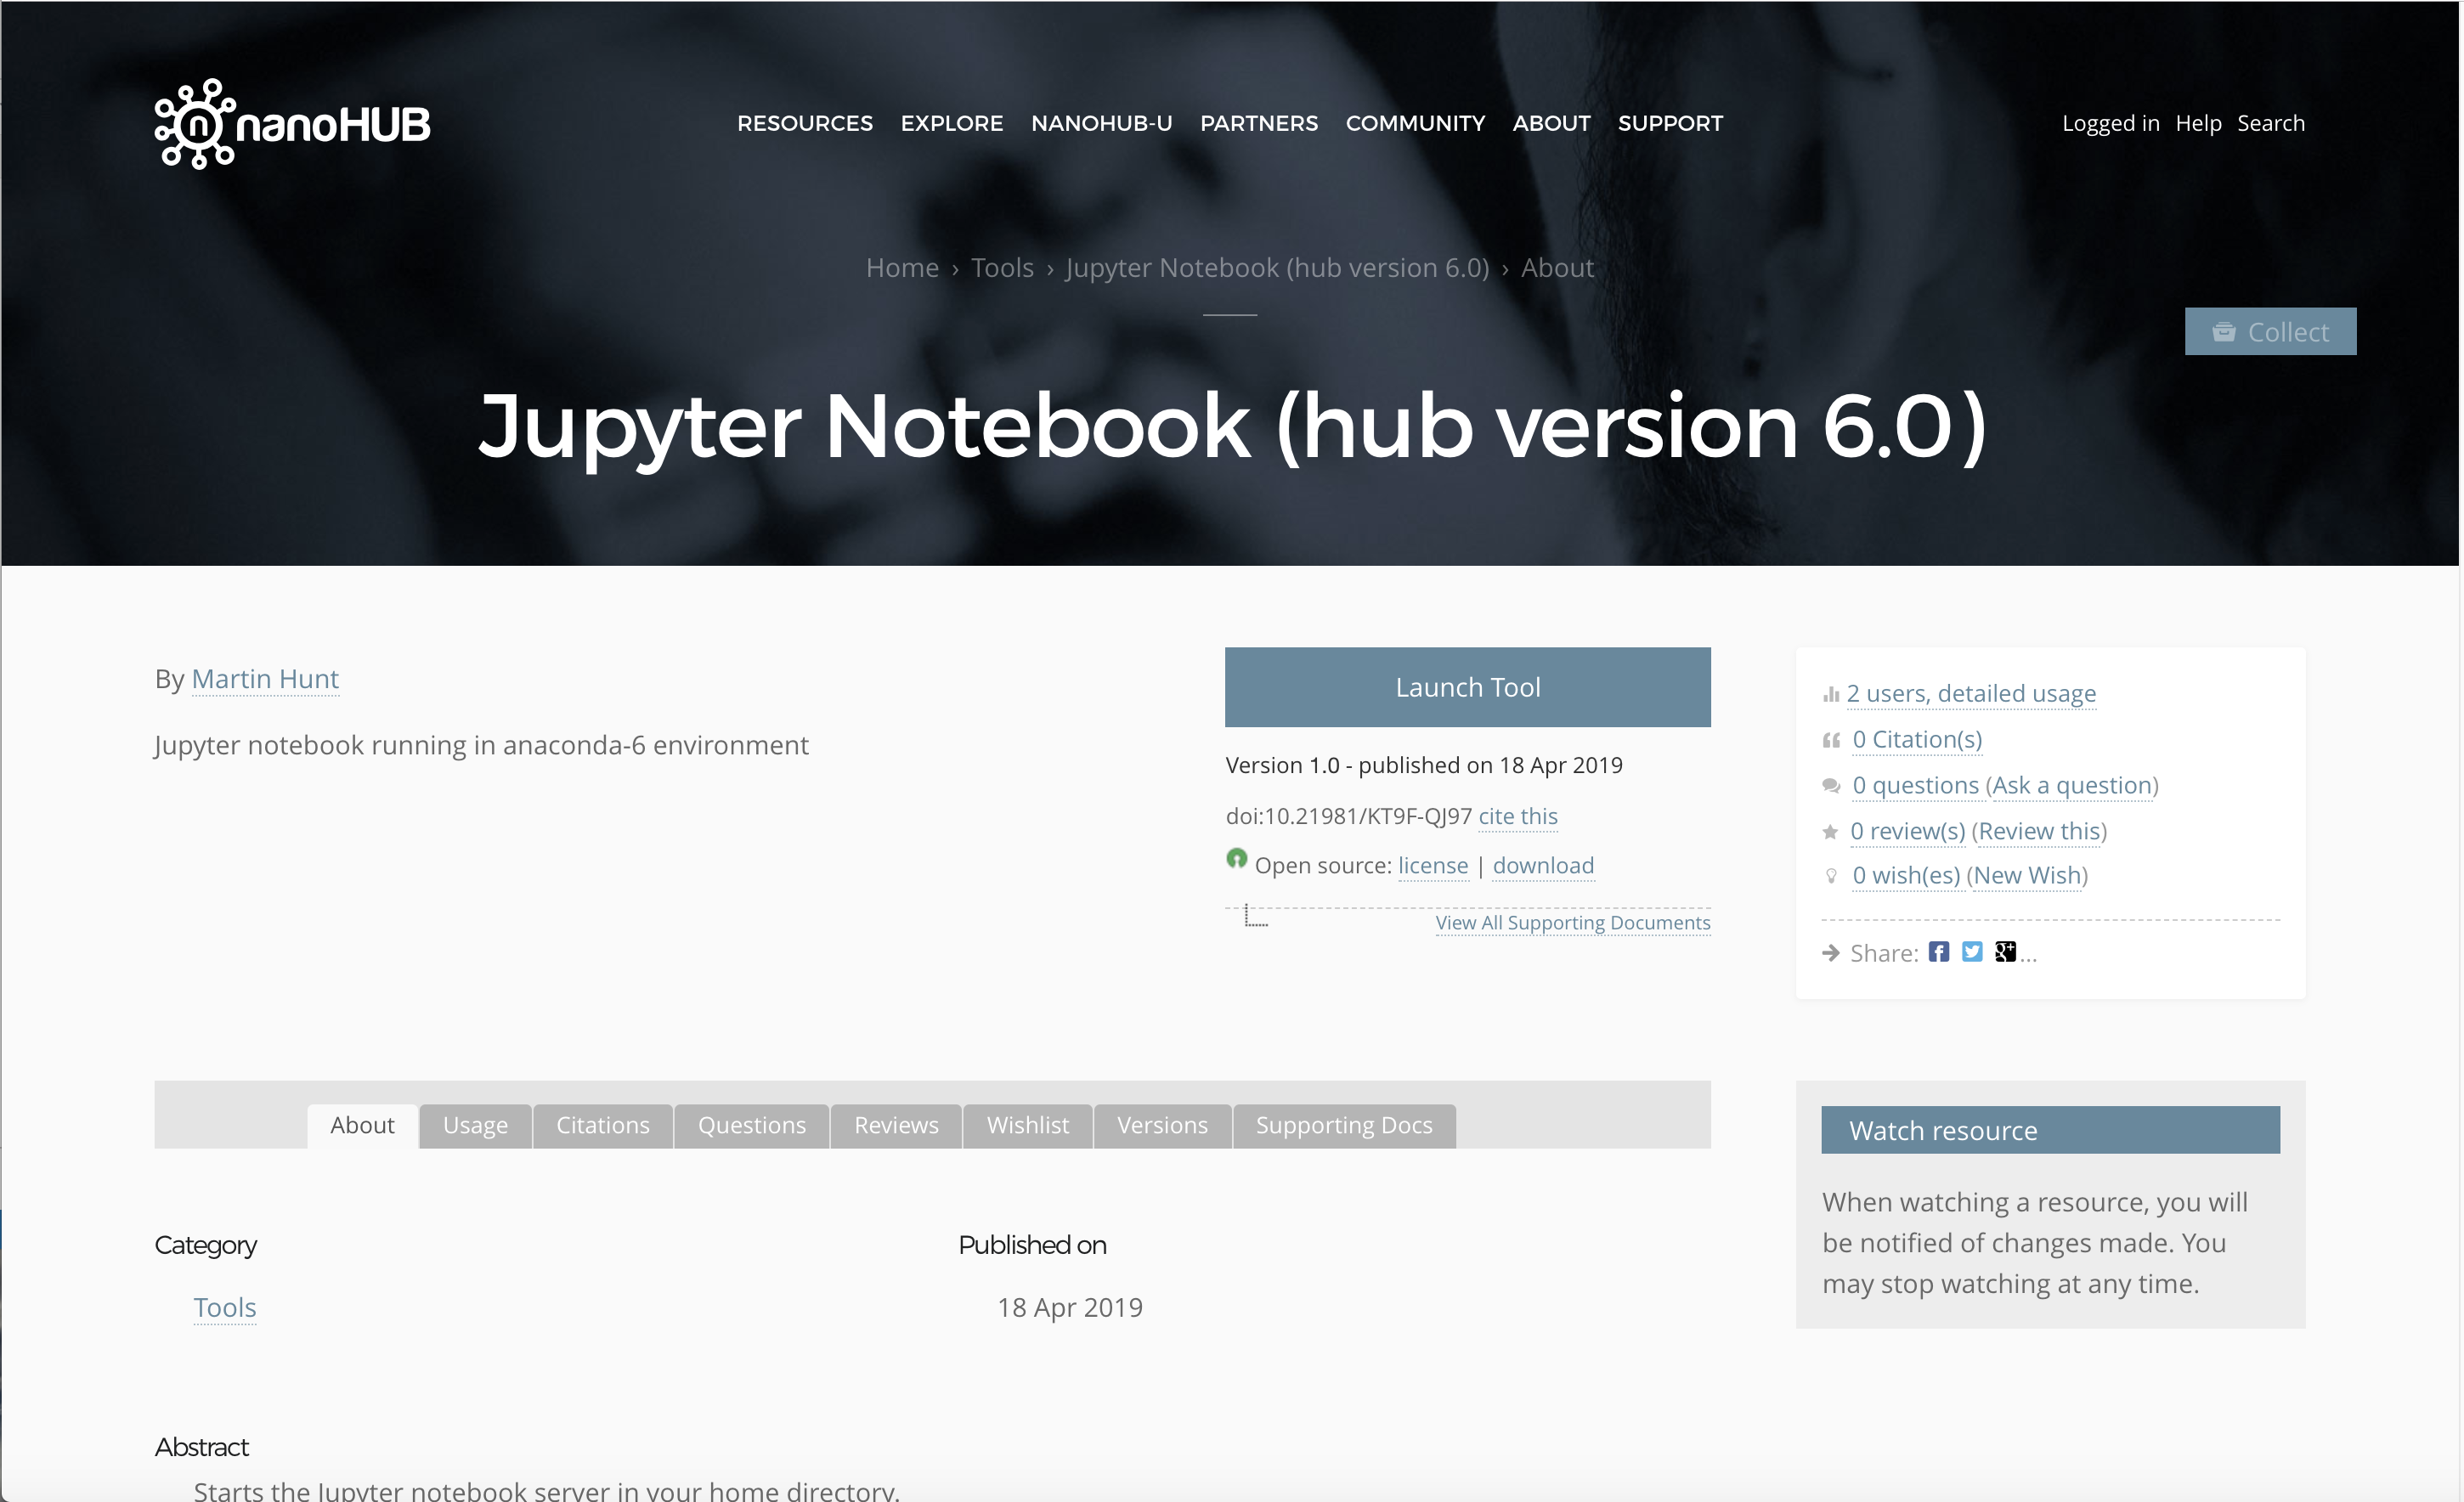 nanoHUB
RESOURCES EXPLORE NANOHUB-U PARTNERS COMMUNITY ABOUT SUPPORT
Logged in Help Search
Home › Tools › Jupyter Notebook (hub version 6.0) › About
Collect
Jupyter Notebook (hub version 6.0)
By Martin Hunt
Jupyter notebook running in anaconda-6 environment
Launch Tool
Version 1.0 - published on 18 Apr 2019
doi:10.21981/KT9F-QJ97 cite this
Open source: license | download
View All Supporting Documents
2 users, detailed usage
0 Citation(s)
0 questions (Ask a question)
0 review(s) (Review this)
0 wish(es) (New Wish)
Share: ...
About Usage Citations Questions Reviews Wishlist Versions Supporting Docs
Watch resource
When watching a resource, you will
be notified of changes made. You
may stop watching at any time.
Category
Tools
Published on
18 Apr 2019
Abstract
Starts the Jupyter notebook server in your home directory.